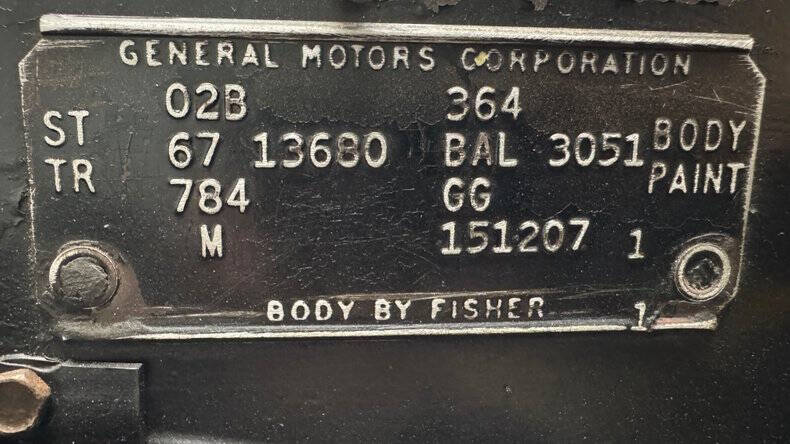 GENERAL MOTORS CORPORATION
02B 364
ST 67 13680 BAL 3051 BODY
TR 784 GG PAINT
M 151207 1
BODY BY FISHER 1